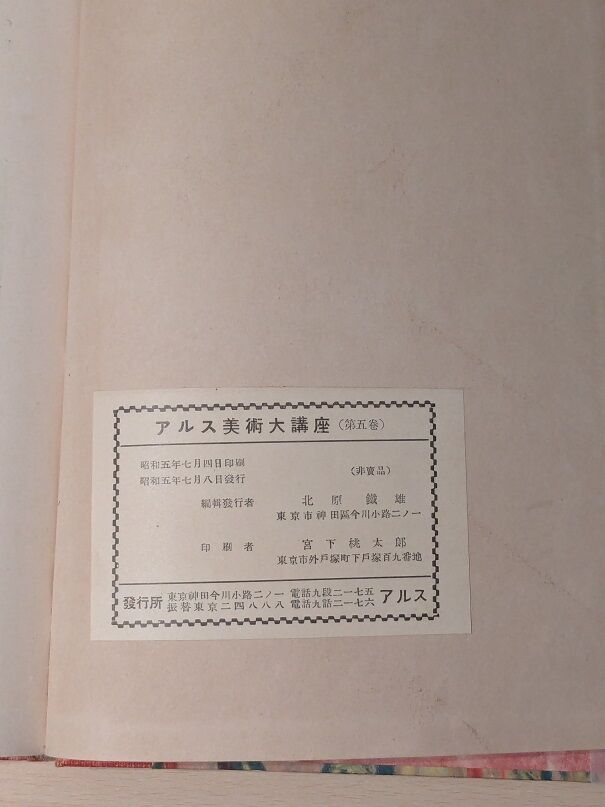 アルス美術大講座（第五巻）
昭和五年七月四日印刷
昭和五年七月八日發行
（非賣品）
編輯發行者 北原鐵雄
東京市神田區今川小路二ノ一
印刷者 宮下桃太郎
東京市外戸塚町下戸塚百九番地
發行所 東京神田今川小路二ノ一 電話九段二一七五 アルス
振替東京二四八八八 電話九話二一七六